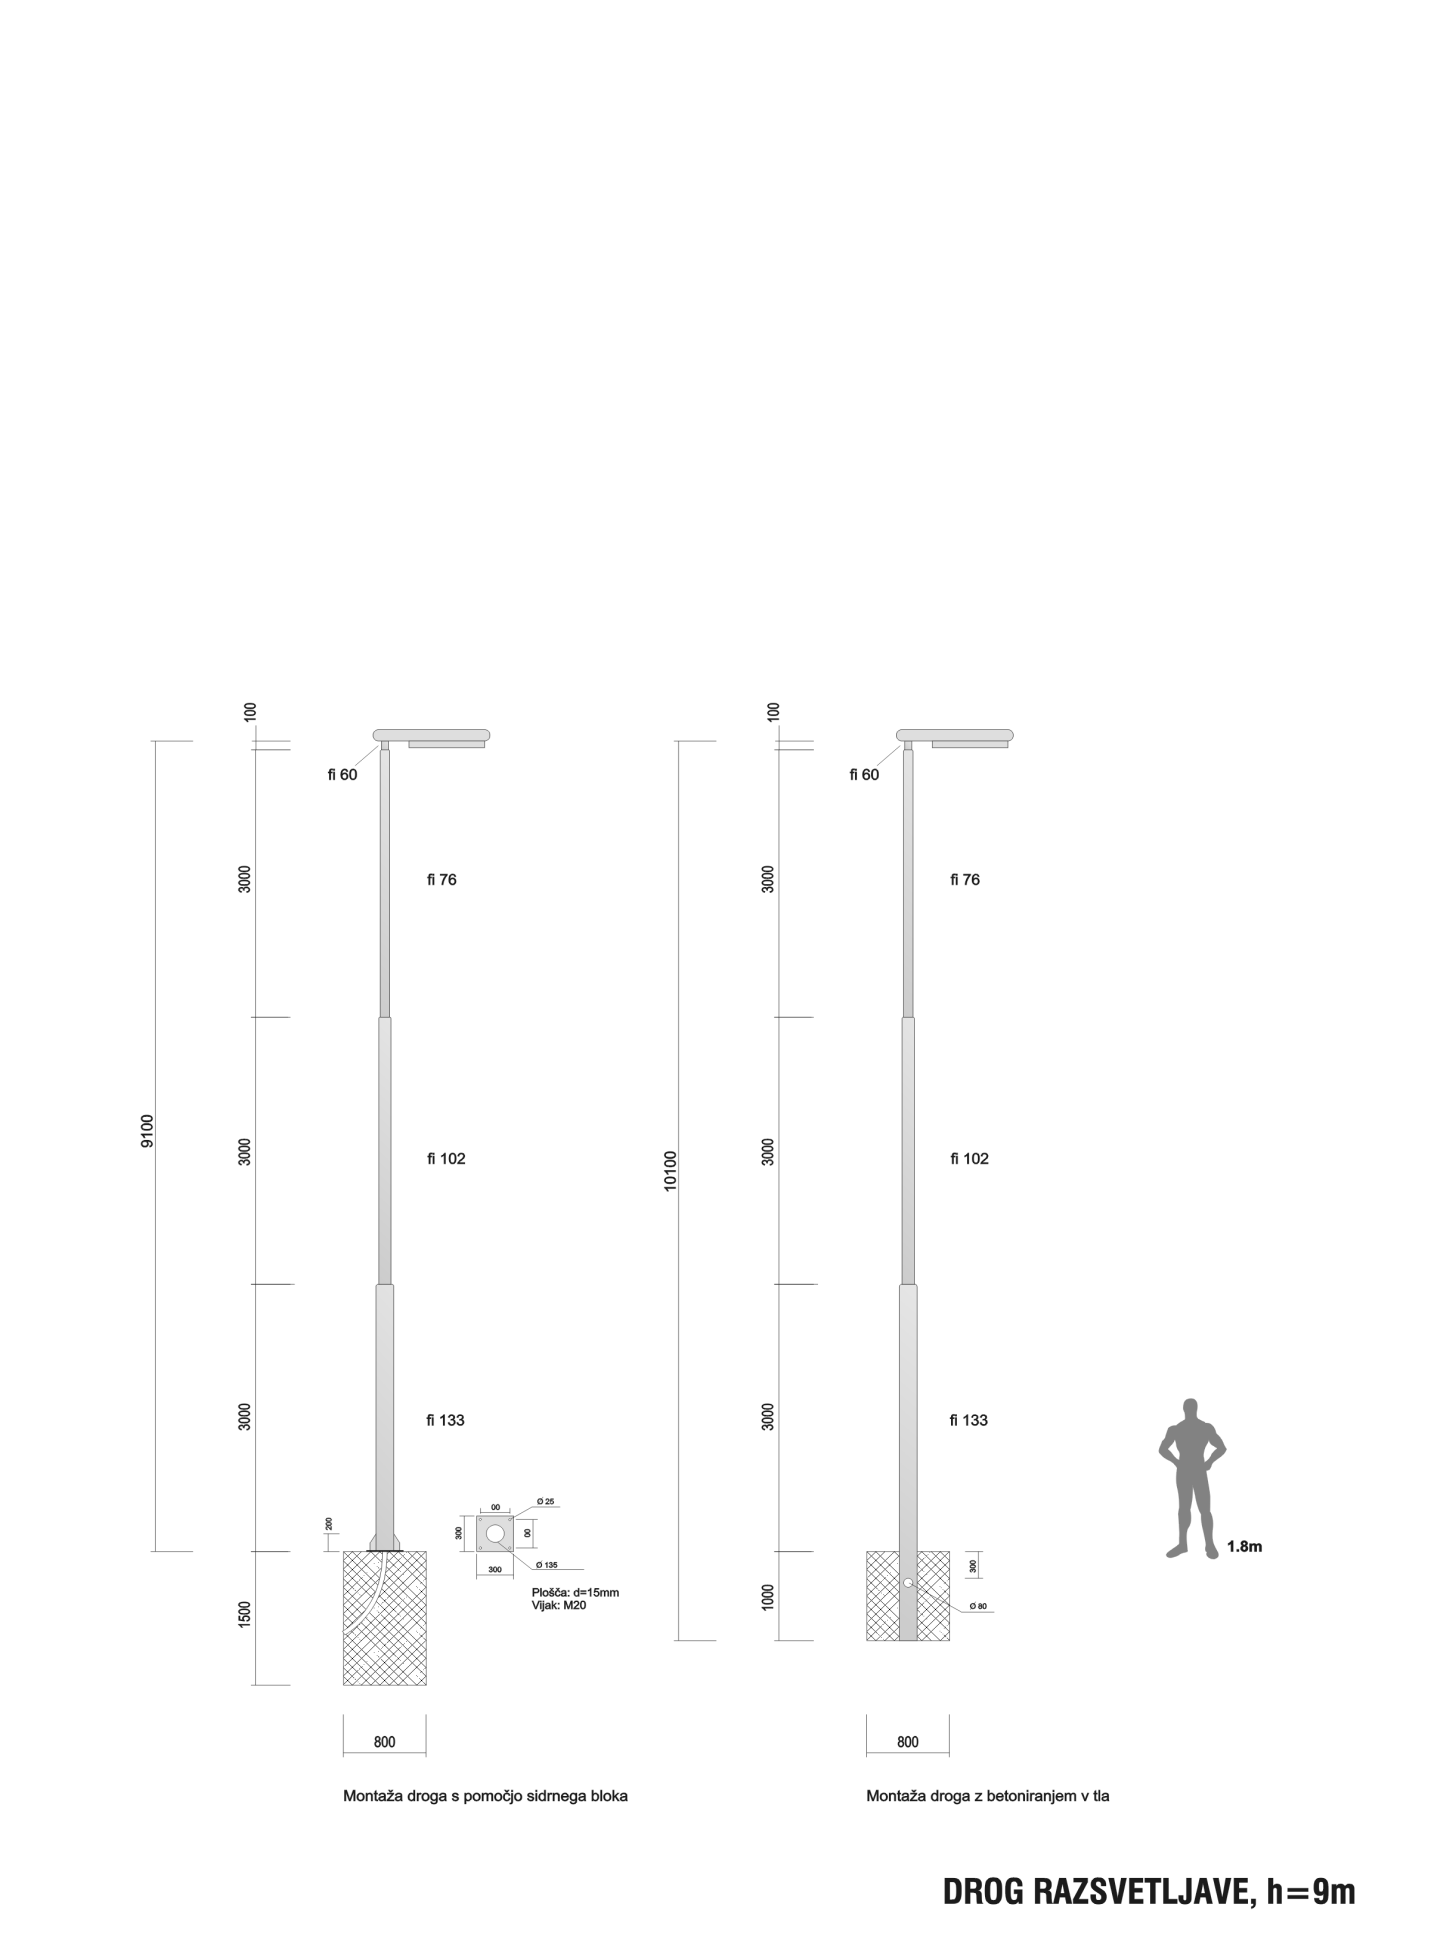 100
fi 60
3000
fi 76
9100
3000
fi 102
3000
fi 133
200
00
Ø 25
300
00
300
Ø 135
Plošča: d=15mm
Vijak: M20
1500
800
Montaža droga s pomočjo sidrnega bloka
100
fi 60
3000
fi 76
10100
3000
fi 102
3000
fi 133
300
1000
Ø 80
800
Montaža droga z betoniranjem v tla
1.8m
DROG RAZSVETLJAVE, h=9m